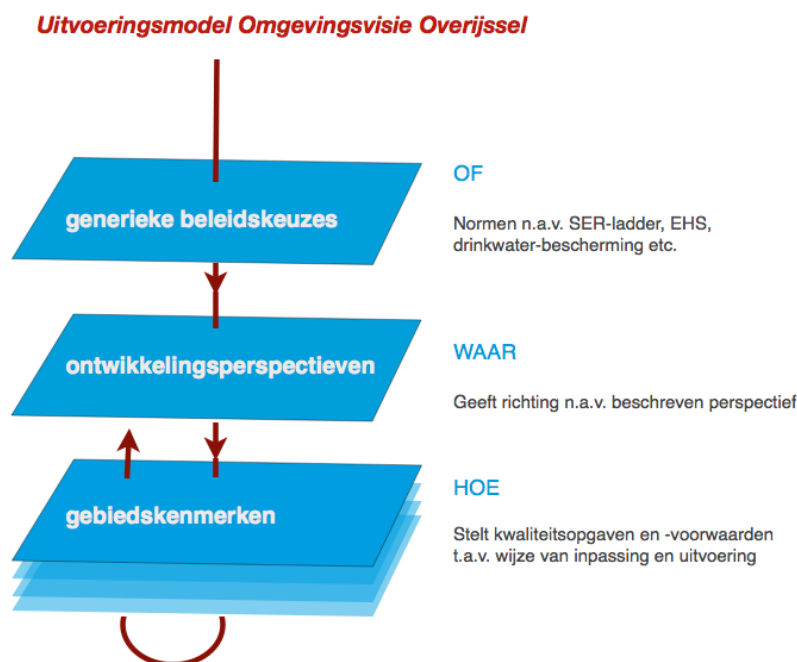 Uitvoeringsmodel Omgevingsvisie Overijssel
generieke beleidskeuzes
OF
Normen n.a.v. SER-ladder, EHS,
drinkwater-bescherming etc.
ontwikkelingsperspectieven
WAAR
Geeft richting n.a.v. beschreven perspectief
gebiedskenmerken
HOE
Stelt kwaliteitsopgaven en -voorwaarden
t.a.v. wijze van inpassing en uitvoering